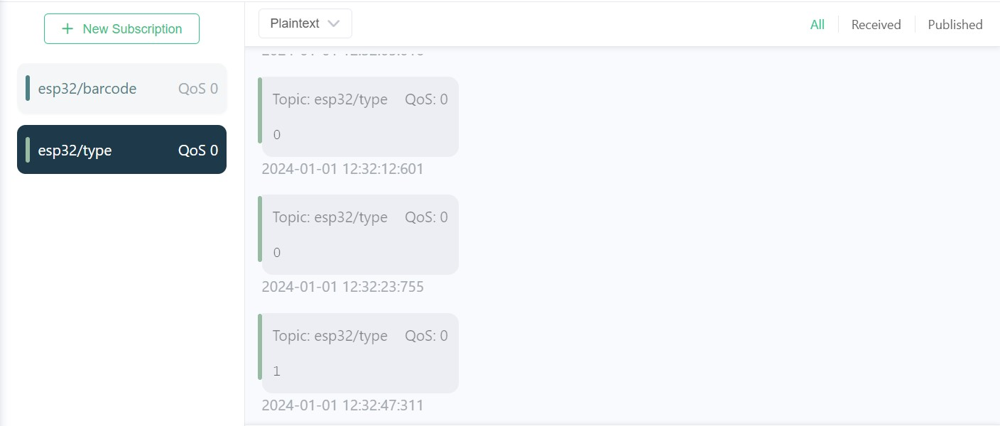 New Subscription
esp32/barcode QoS 0
esp32/type QoS 0
Plaintext
All Received Published
Topic: esp32/type QoS: 0
0
2024-01-01 12:32:12:601
Topic: esp32/type QoS: 0
0
2024-01-01 12:32:23:755
Topic: esp32/type QoS: 0
1
2024-01-01 12:32:47:311